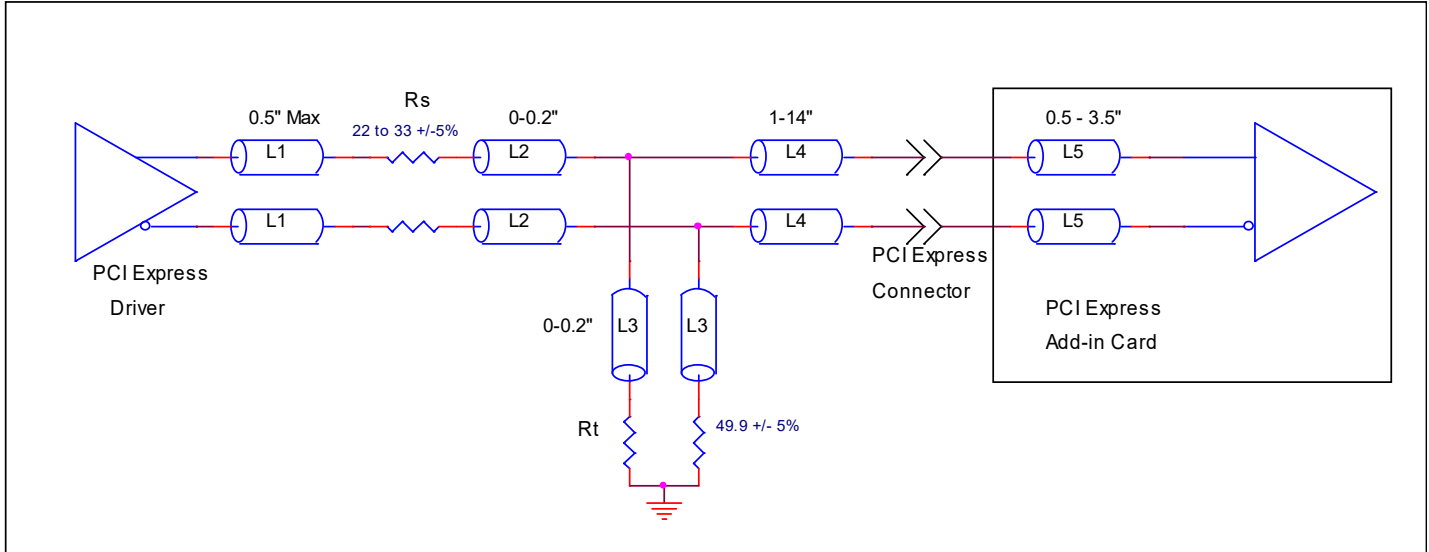 Rs
0.5" Max
22 to 33 +/-5%
0-0.2"
1-14"
0.5 - 3.5"
L1
L2
L4
L5
L1
L2
L4
L5
PCI Express
Driver
PCI Express
Connector
PCI Express
Add-in Card
0-0.2"
L3
L3
Rt
49.9 +/- 5%